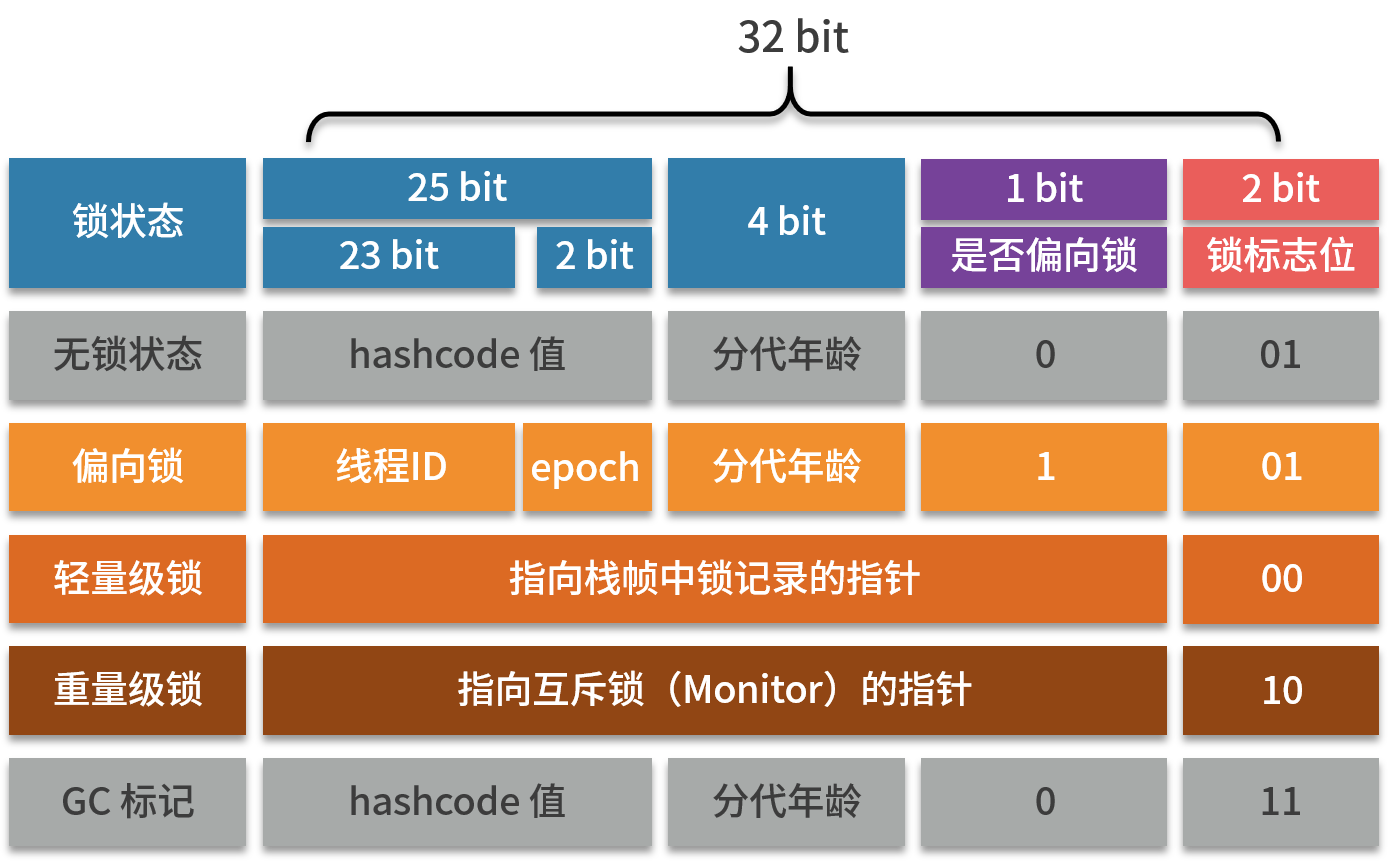 32 bit
锁状态
25 bit
4 bit
1 bit
2 bit
23 bit
2 bit
是否偏向锁
锁标志位
无锁状态
hashcode 值
分代年龄
0
01
偏向锁
线程ID
epoch
分代年龄
1
01
轻量级锁
指向栈帧中锁记录的指针
00
重量级锁
指向互斥锁（Monitor）的指针
10
GC 标记
hashcode 值
分代年龄
0
11